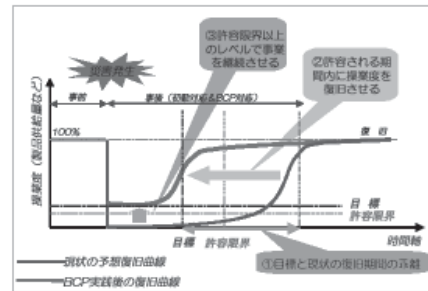 災害発生
③許容限界以上
のレベルで事業
を継続させる
②許容される期
間内に操業度を
復旧させる
事前
事後（初動対応＆BCP対応）
100%
復旧
操業度（製品供給量など）
目標
許容限界
時間軸
目標
許容限界
①目標と現状の復旧期間の乖離
現状の予想復旧曲線
BCP実践後の復旧曲線